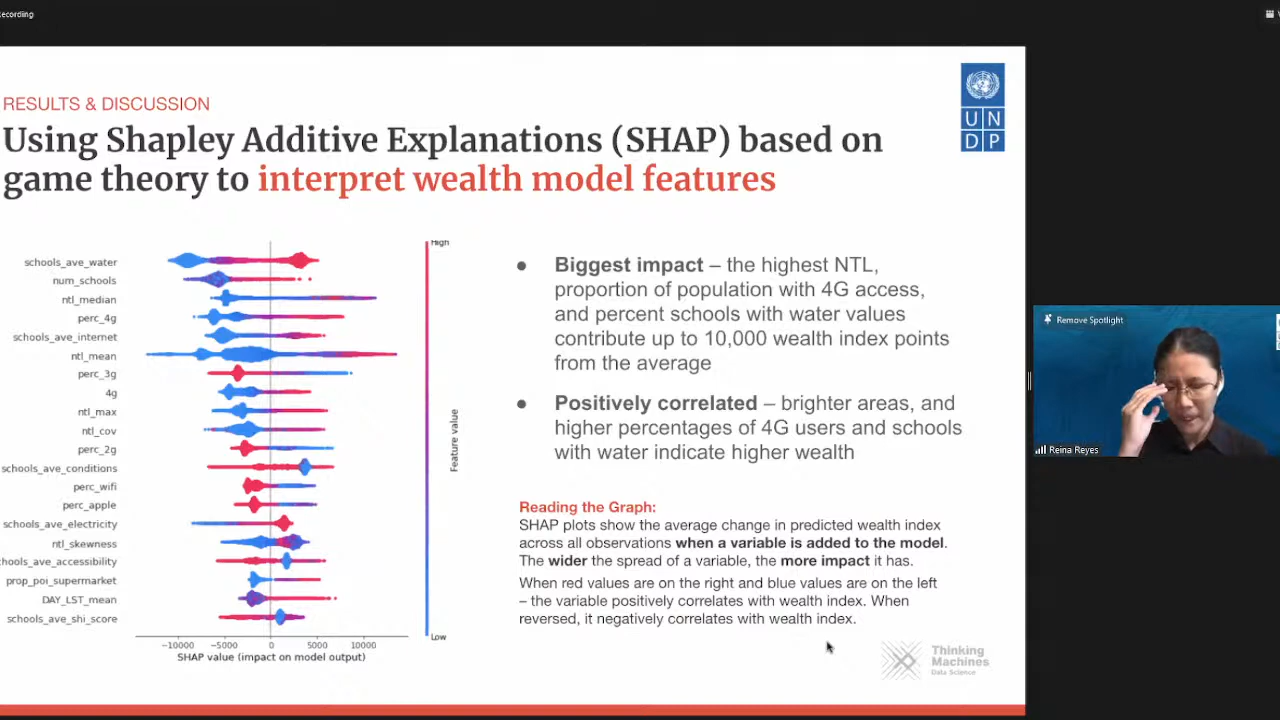 ecording
RESULTS & DISCUSSION
Using Shapley Additive Explanations (SHAP) based on
game theory to interpret wealth model features
U N
D P
schools_ave_water
num_schools
ntl_median
perc_4g
schools_ave_internet
ntl_mean
perc_3g
4g
ntl_max
ntl_cov
perc_2g
schools_ave_conditions
perc_wifi
perc_apple
schools_ave_electricity
ntl_skewness
chools_ave_accessibility
prop_poi_supermarket
DAY_LST_mean
schools_ave_shi_score
−10000 −5000 0 5000 10000
SHAP value (impact on model output)
High
Feature value
Low
● Biggest impact – the highest NTL,
proportion of population with 4G access,
and percent schools with water values
contribute up to 10,000 wealth index points
from the average
● Positively correlated – brighter areas, and
higher percentages of 4G users and schools
with water indicate higher wealth
Reading the Graph:
SHAP plots show the average change in predicted wealth index
across all observations when a variable is added to the model.
The wider the spread of a variable, the more impact it has.
When red values are on the right and blue values are on the left
– the variable positively correlates with wealth index. When
reversed, it negatively correlates with wealth index.
Thinking
Machines
Data Science
Remove Spotlight
Reina Reyes